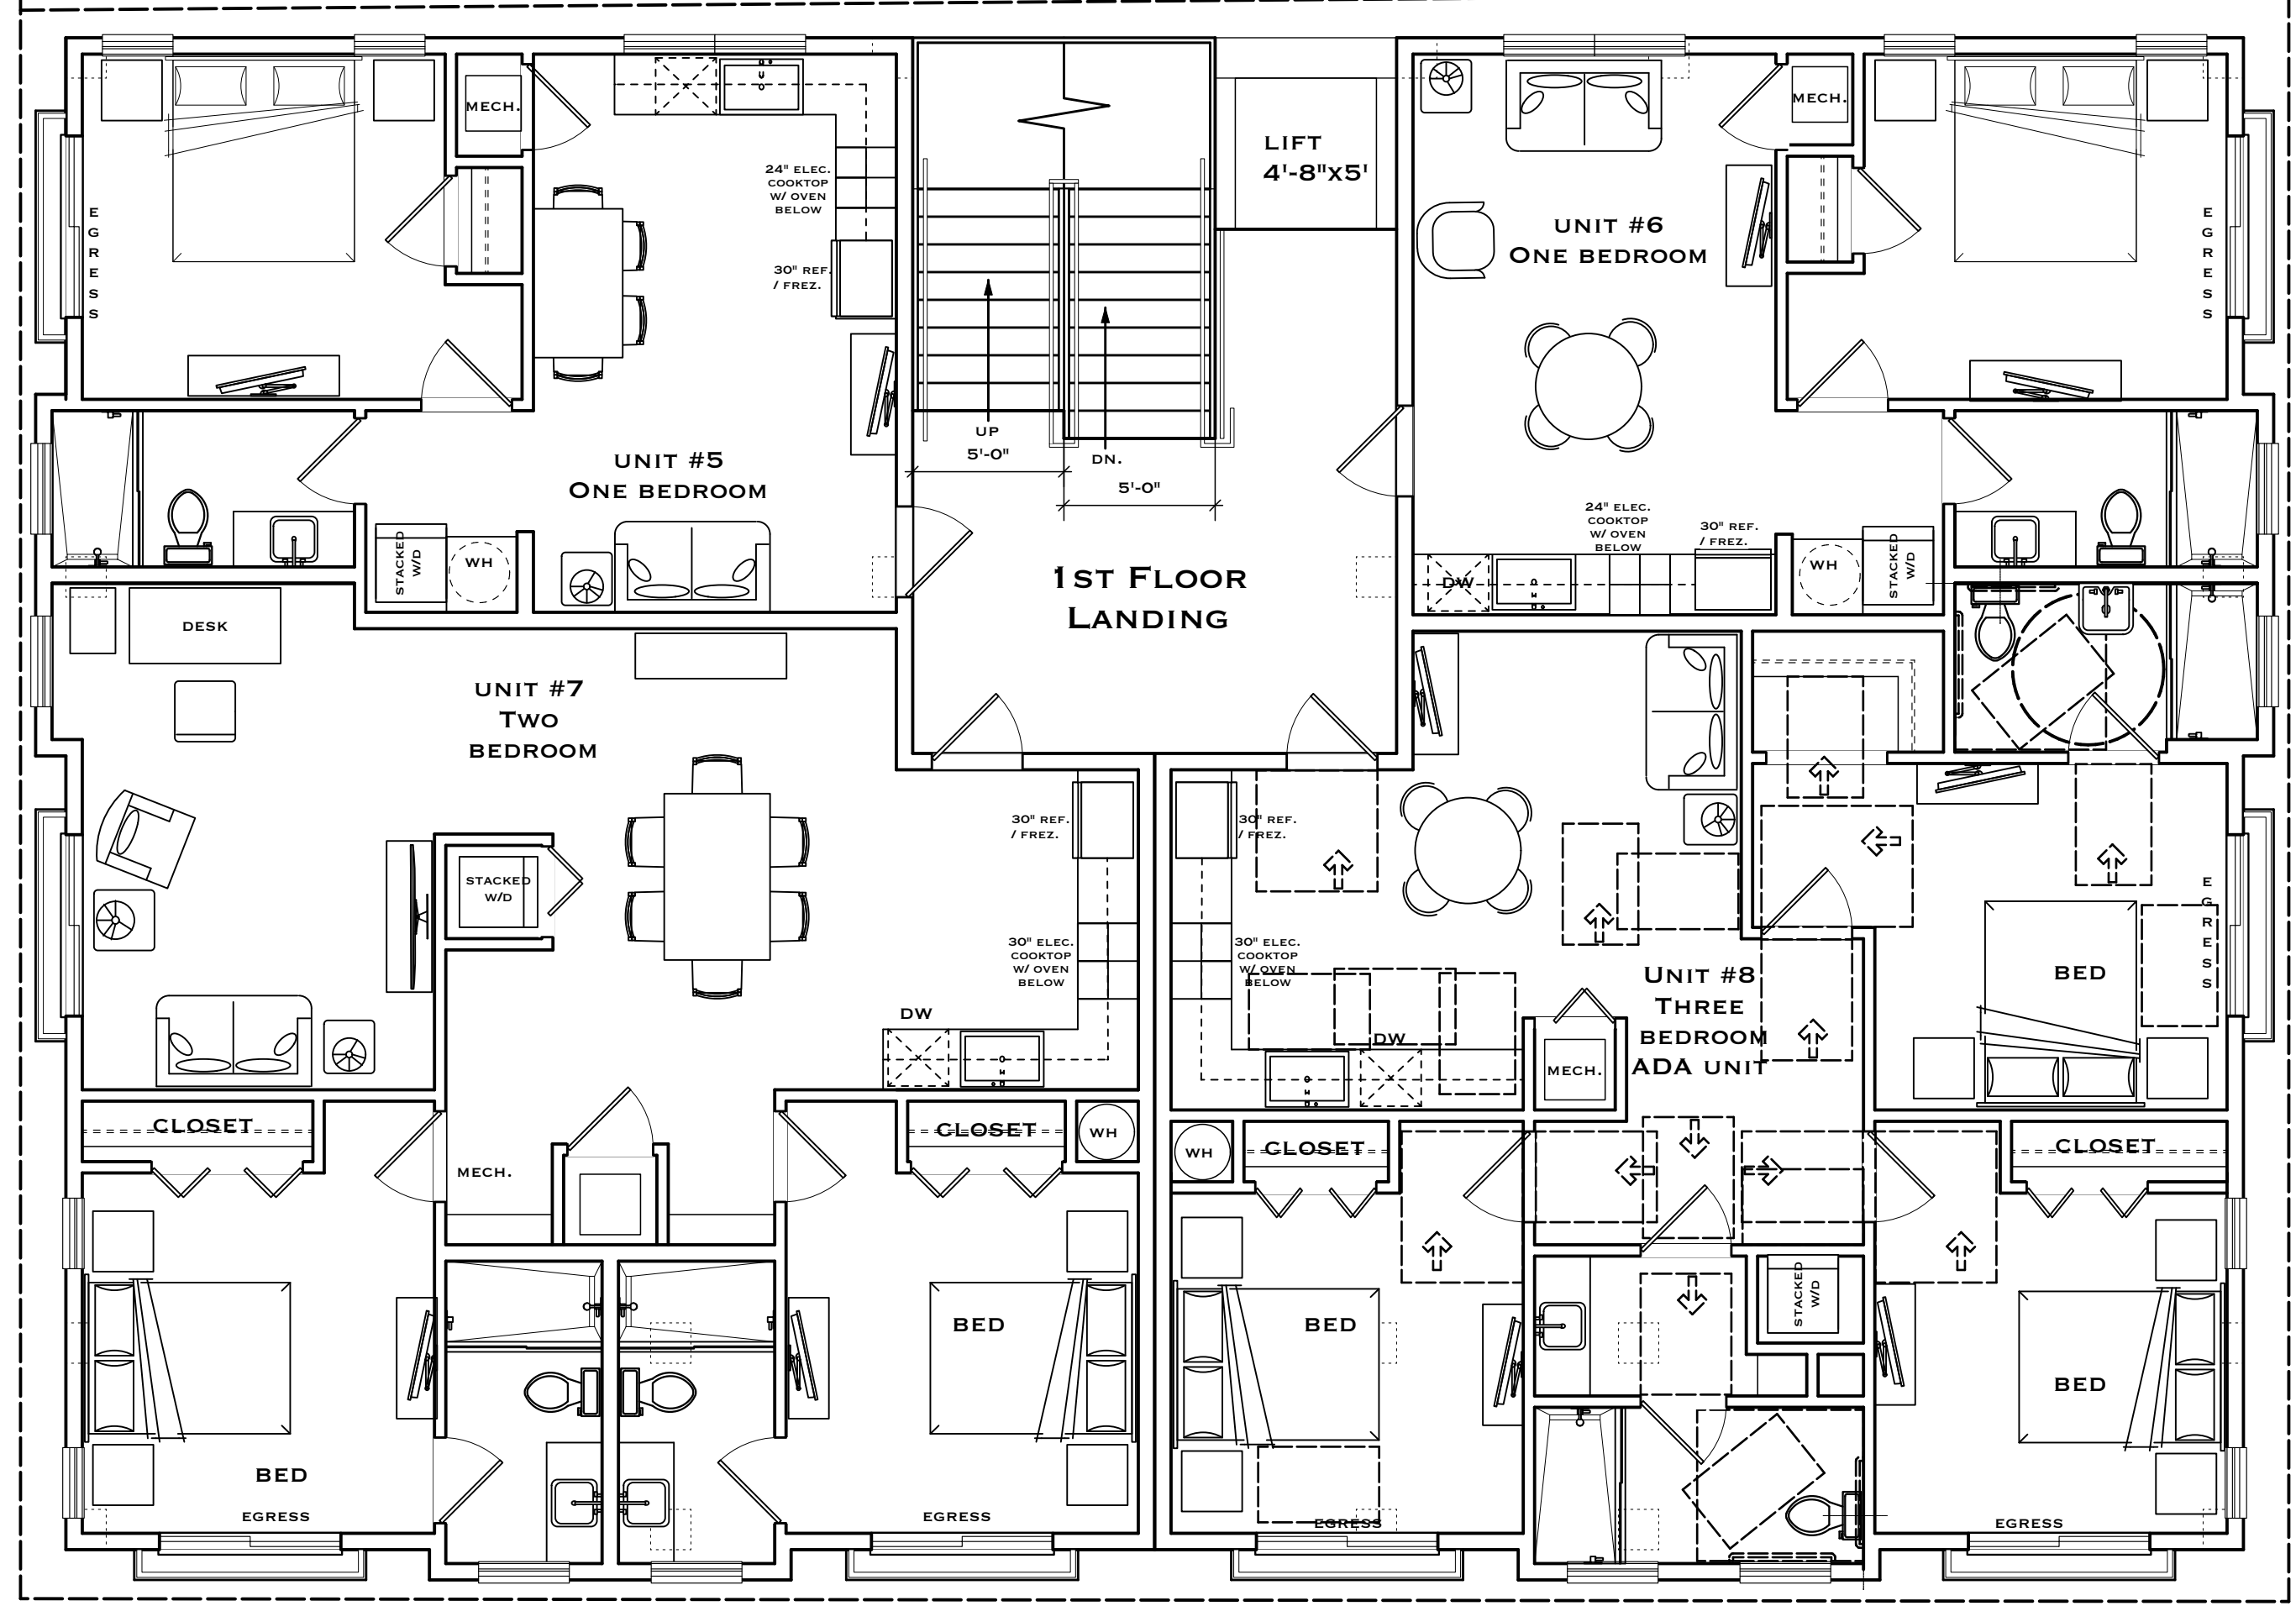 MECH.
24" ELEC.
COOKTOP
W/ OVEN
BELOW
30" REF.
/ FREZ.
EGRESS
UNIT #5
ONE BEDROOM
STACKED
W/D
WH
UP
5'-0"
DN.
5'-0"
LIFT
4'-8"x5'
1ST FLOOR
LANDING
UNIT #6
ONE BEDROOM
MECH.
EGRESS
24" ELEC.
COOKTOP
W/ OVEN
BELOW
30" REF.
/ FREZ.
DW
WH
STACKED
W/D
DESK
UNIT #7
TWO
BEDROOM
STACKED
W/D
30" REF.
/ FREZ.
30" ELEC.
COOKTOP
W/ OVEN
BELOW
DW
CLOSET
MECH.
CLOSET
WH
BED
EGRESS
BED
EGRESS
30" REF.
/ FREZ.
30" ELEC.
COOKTOP
W/ OVEN
BELOW
DW
UNIT #8
THREE
BEDROOM
ADA UNIT
MECH.
BED
EGRESS
WH
CLOSET
CLOSET
BED
EGRESS
STACKED
W/D
BED
EGRESS